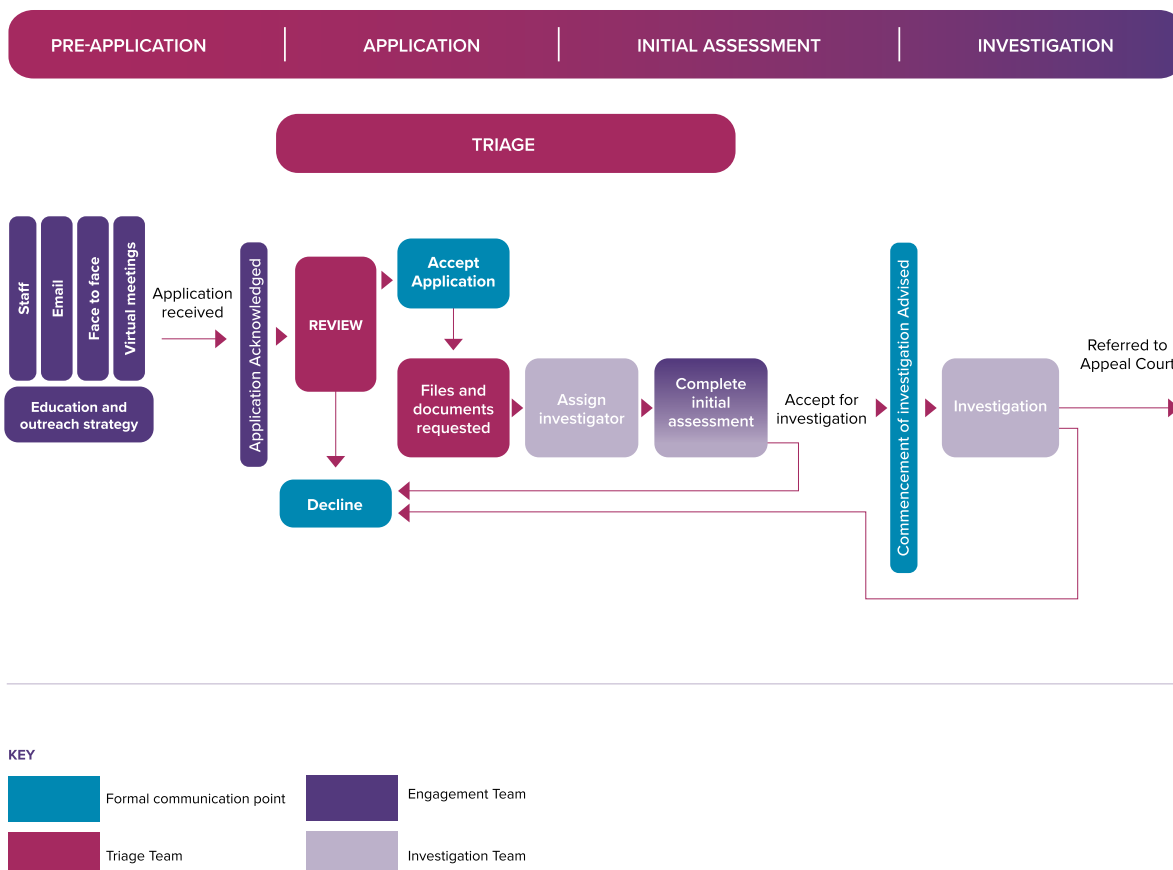 PRE-APPLICATION
APPLICATION
INITIAL ASSESSMENT
INVESTIGATION
TRIAGE
Staff
Email
Face to face
Virtual meetings
Education and
outreach strategy
Application
received
Application Acknowledged
REVIEW
Accept
Application
Files and
documents
requested
Assign
investigator
Complete
initial
assessment
Decline
Accept for
investigation
Commencement of investigation Advised
Investigation
Referred to
Appeal Court
KEY
Formal communication point
Engagement Team
Triage Team
Investigation Team